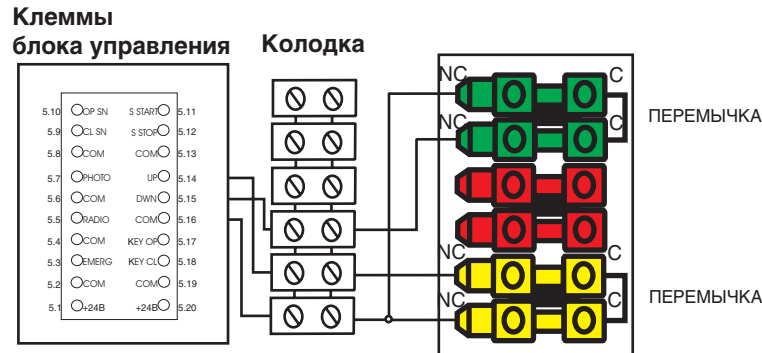 Клеммы
блока управления
Колодка
5.10 OP SN S START 5.11
5.9 CL SN S STOP 5.12
5.8 COM COM 5.13
5.7 PHOTO UP 5.14
5.6 COM DWN 5.15
5.5 RADIO COM 5.16
5.4 COM KEY OP 5.17
5.3 EMERG KEY CL 5.18
5.2 COM COM 5.19
5.1 +24В +24В 5.20
NC C
NC C
ПЕРЕМЫЧКА
NC C
NC C
ПЕРЕМЫЧКА